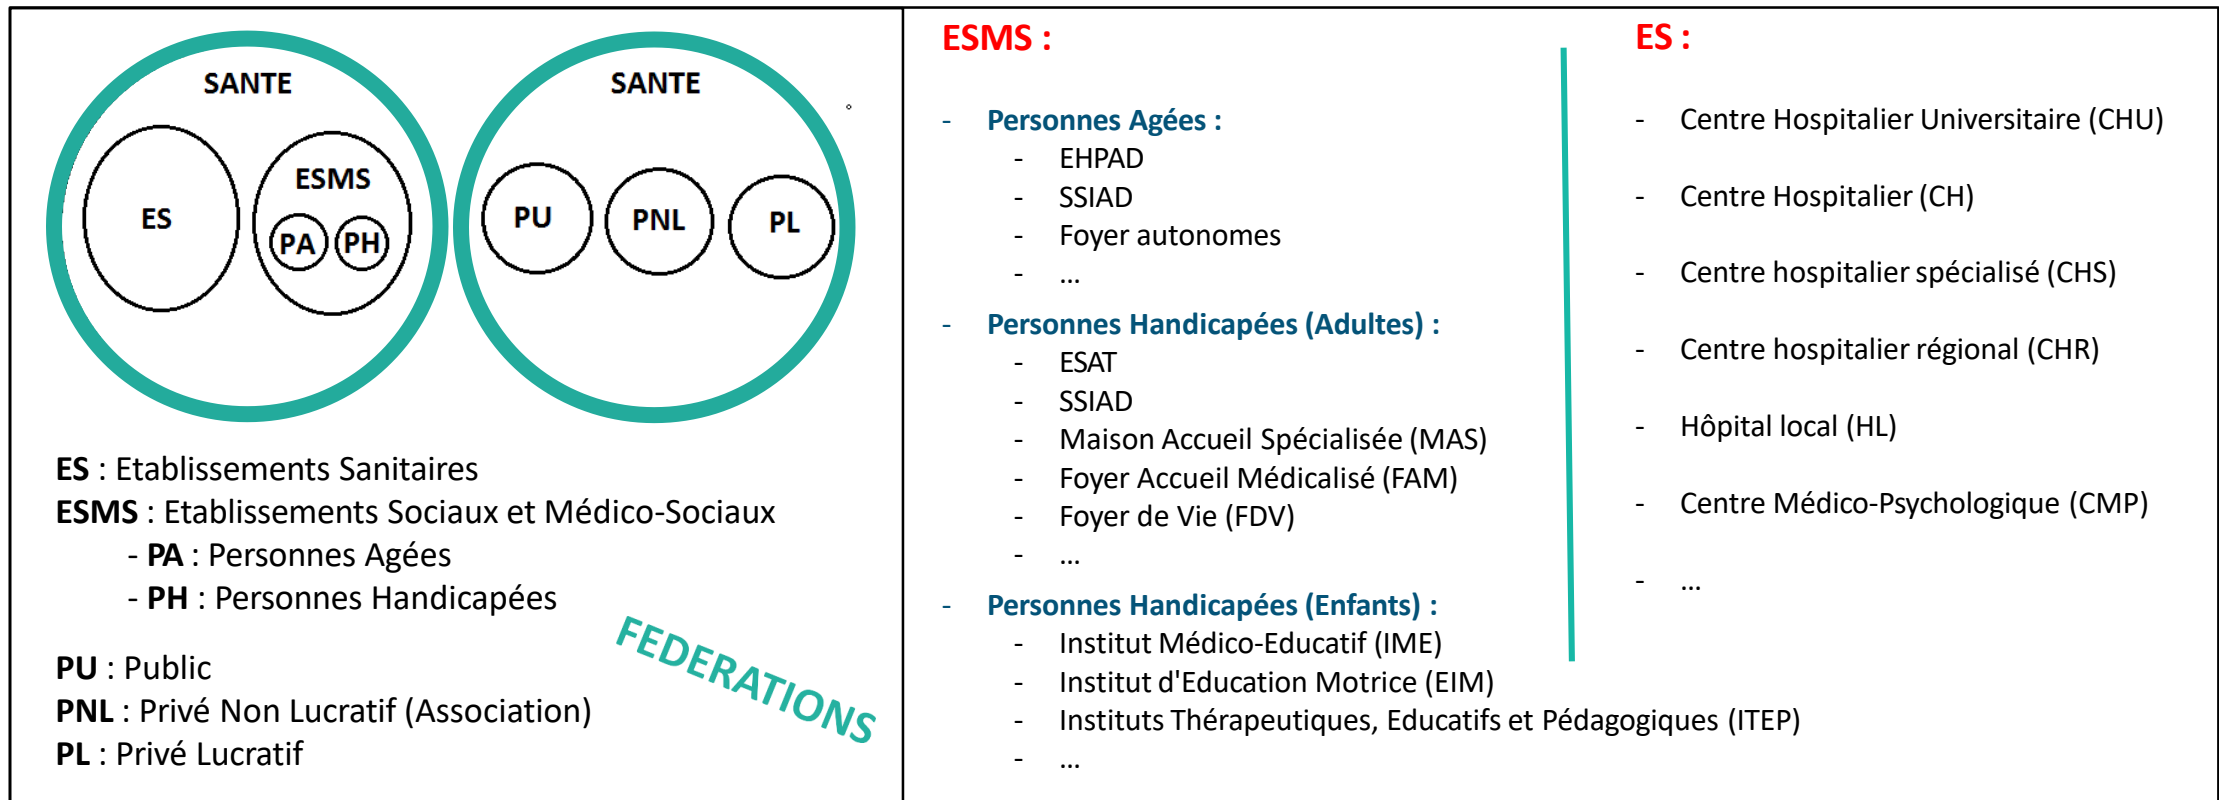 SANTE
ES
ESMS
PA
PH
SANTE
PU
PNL
PL
ES : Etablissements Sanitaires
ESMS : Etablissements Sociaux et Médico-Sociaux
- PA : Personnes Agées
- PH : Personnes Handicapées
PU : Public
PNL : Privé Non Lucratif (Association)
PL : Privé Lucratif
FEDERATIONS
ESMS :
- Personnes Agées :
- EHPAD
- SSIAD
- Foyer autonomes
- ...
- Personnes Handicapées (Adultes) :
- ESAT
- SSIAD
- Maison Accueil Spécialisée (MAS)
- Foyer Accueil Médicalisé (FAM)
- Foyer de Vie (FDV)
- ...
- Personnes Handicapées (Enfants) :
- Institut Médico-Educatif (IME)
- Institut d'Education Motrice (EIM)
- Instituts Thérapeutiques, Educatifs et Pédagogiques (ITEP)
- ...
ES :
- Centre Hospitalier Universitaire (CHU)
- Centre Hospitalier (CH)
- Centre hospitalier spécialisé (CHS)
- Centre hospitalier régional (CHR)
- Hôpital local (HL)
- Centre Médico-Psychologique (CMP)
- ...